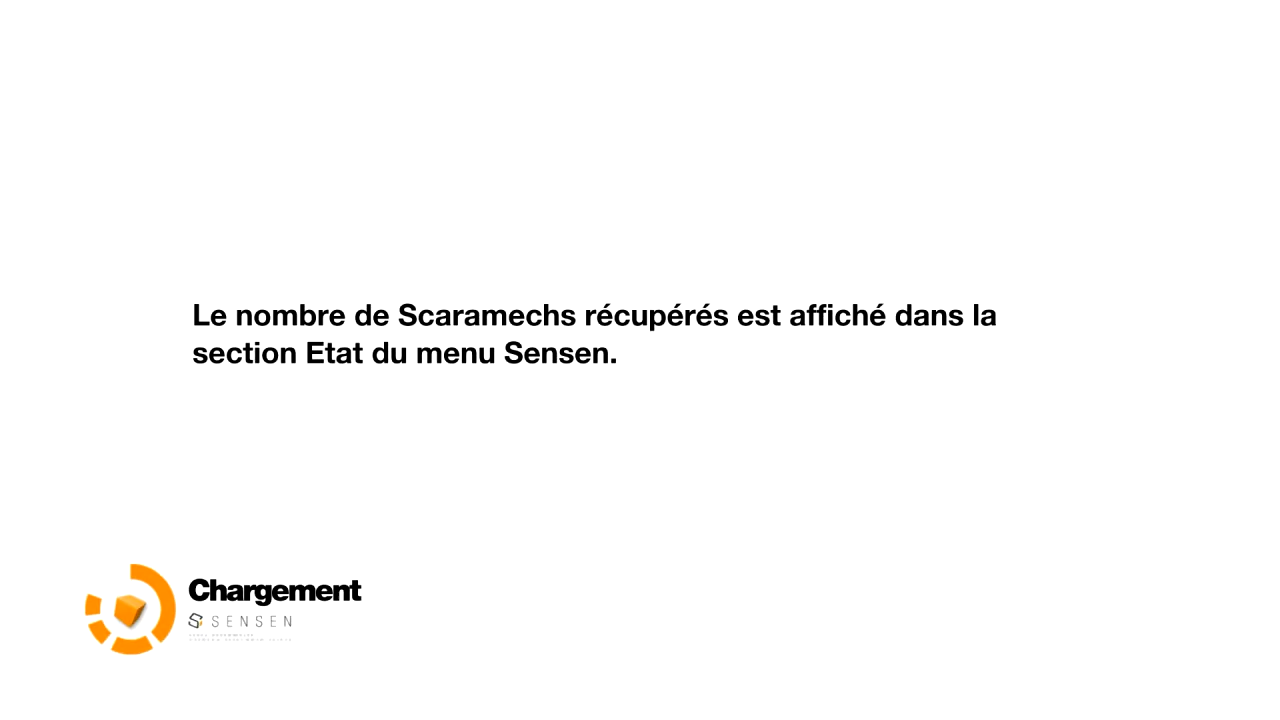 Le nombre de Scaramechs récupérés est affiché dans la
section Etat du menu Sensen.
Chargement
SENSEN